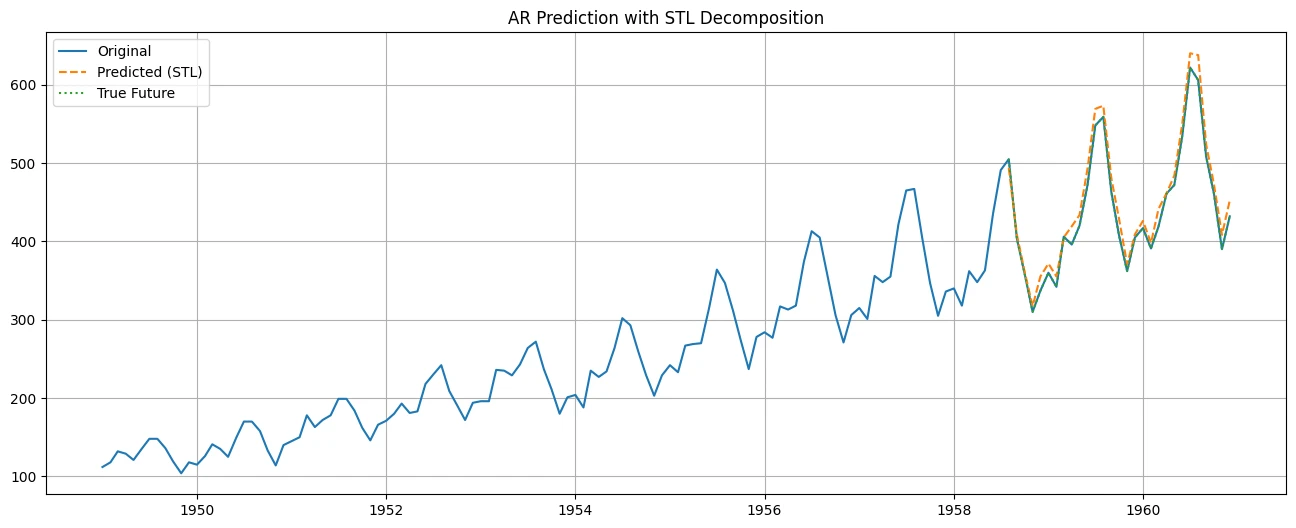 AR Prediction with STL Decomposition
Original
Predicted (STL)
True Future
600
500
400
300
200
100
1950 1952 1954 1956 1958 1960